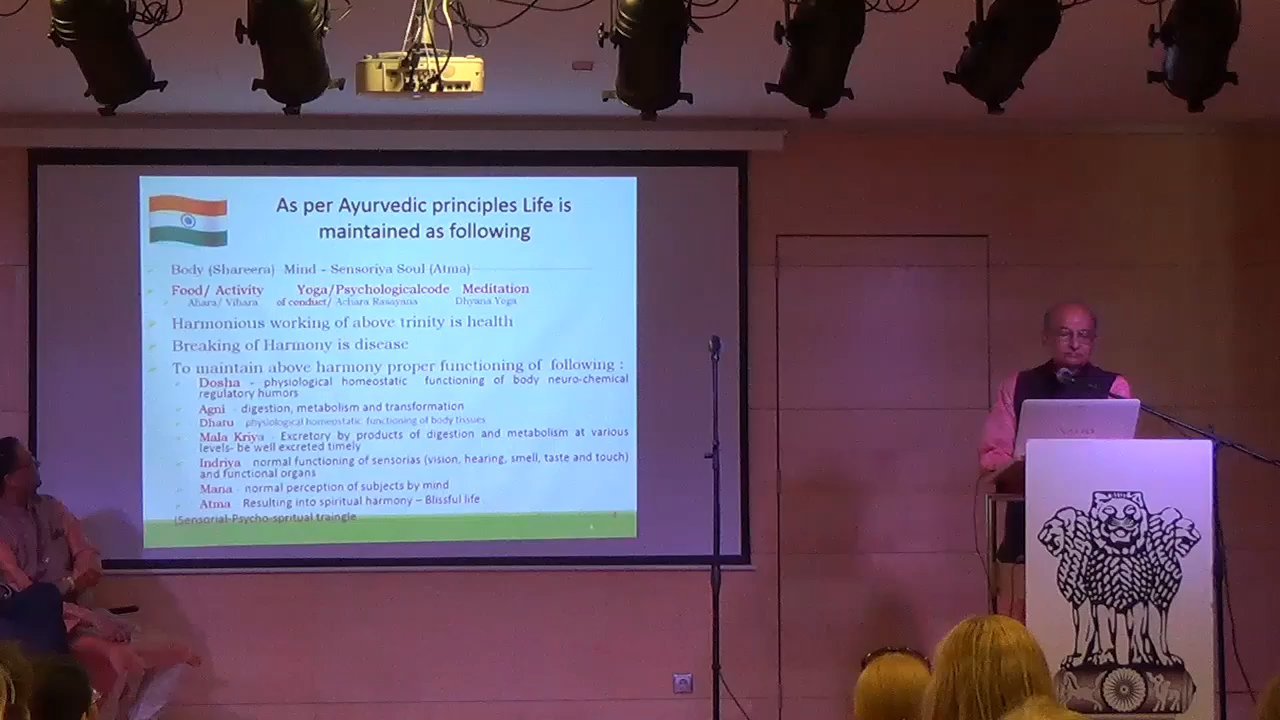 As per Ayurvedic principles Life is
maintained as following
Body (Shareera) Mind - Sensoriya Soul (Atma)
Food/ Activity Yoga/Psychologicalcode Meditation
Ahara/ Vihara of conduct/ Achara Rasayana Dhyana Yoga
Harmonious working of above trinity is health
Breaking of Harmony is disease
To maintain above harmony proper functioning of following :
Dosha - physiological homeostatic functioning of body neuro-chemical
regulatory humors
Agni - digestion, metabolism and transformation
Dhatu physiological homeostatic functioning of body tissues
Mala Kriya - Excretory by products of digestion and metabolism at various
levels- be well excreted timely
Indriya normal functioning of sensorias (vision, hearing, smell, taste and touch)
and functional organs
Mana - normal perception of subjects by mind
Atma Resulting into spiritual harmony – Blissful life
(Sensorial-Psycho-spritual traingle